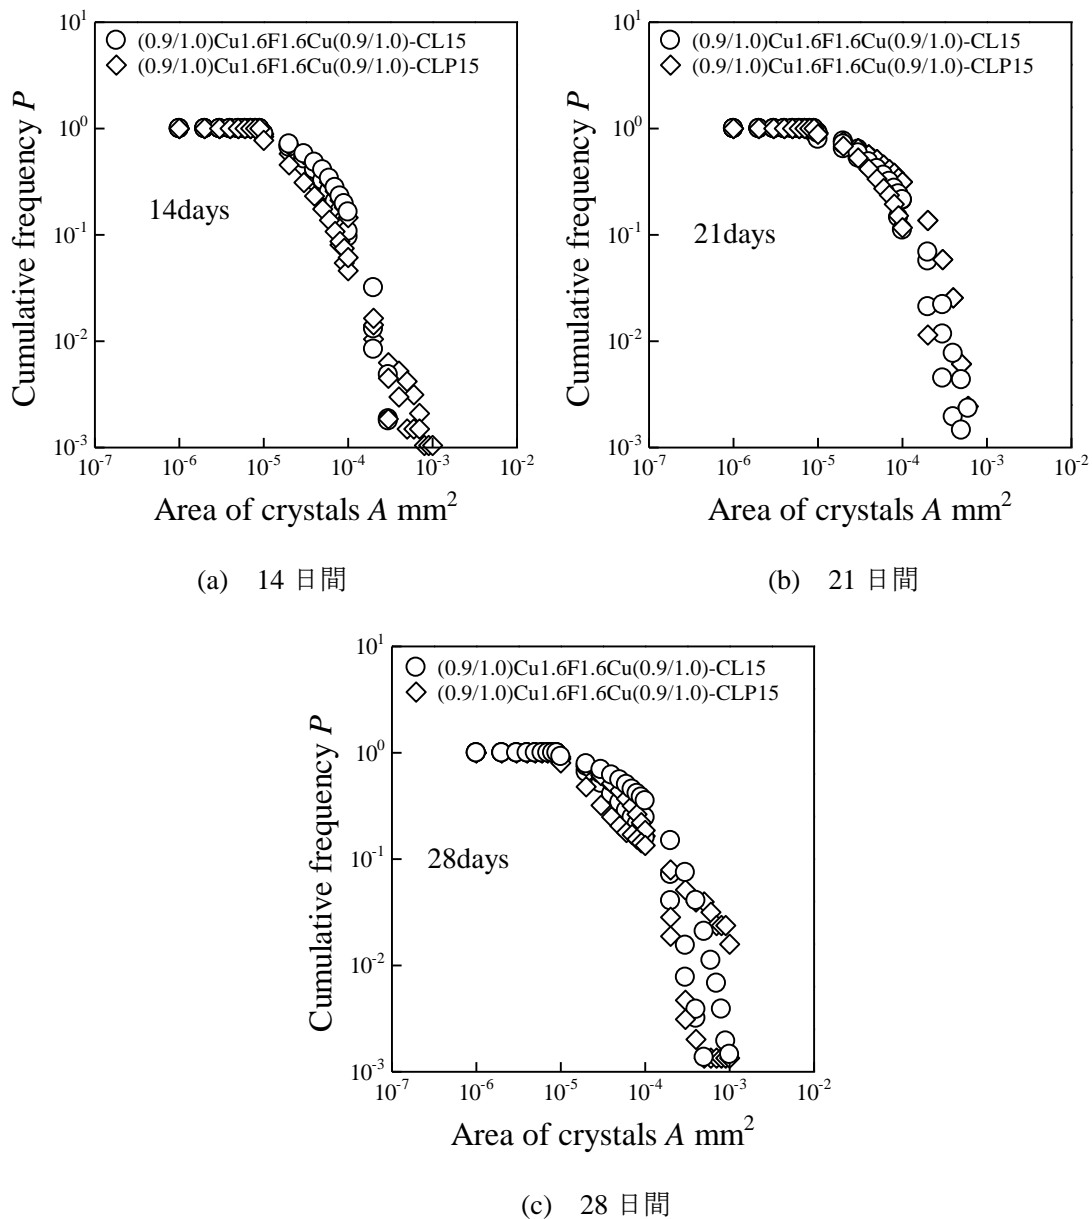 10^1
(0.9/1.0)Cu1.6F1.6Cu(0.9/1.0)-CL15
(0.9/1.0)Cu1.6F1.6Cu(0.9/1.0)-CLP15
10^0
14days
10^-1
10^-2
10^-3
Cumulative frequency P
10^-7 10^-6 10^-5 10^-4 10^-3 10^-2
Area of crystals A mm^2
(a) 14 日間
10^1
(0.9/1.0)Cu1.6F1.6Cu(0.9/1.0)-CL15
(0.9/1.0)Cu1.6F1.6Cu(0.9/1.0)-CLP15
10^0
21days
10^-1
10^-2
10^-3
Cumulative frequency P
10^-7 10^-6 10^-5 10^-4 10^-3 10^-2
Area of crystals A mm^2
(b) 21 日間
10^1
(0.9/1.0)Cu1.6F1.6Cu(0.9/1.0)-CL15
(0.9/1.0)Cu1.6F1.6Cu(0.9/1.0)-CLP15
10^0
28days
10^-1
10^-2
10^-3
Cumulative frequency P
10^-7 10^-6 10^-5 10^-4 10^-3 10^-2
Area of crystals A mm^2
(c) 28 日間